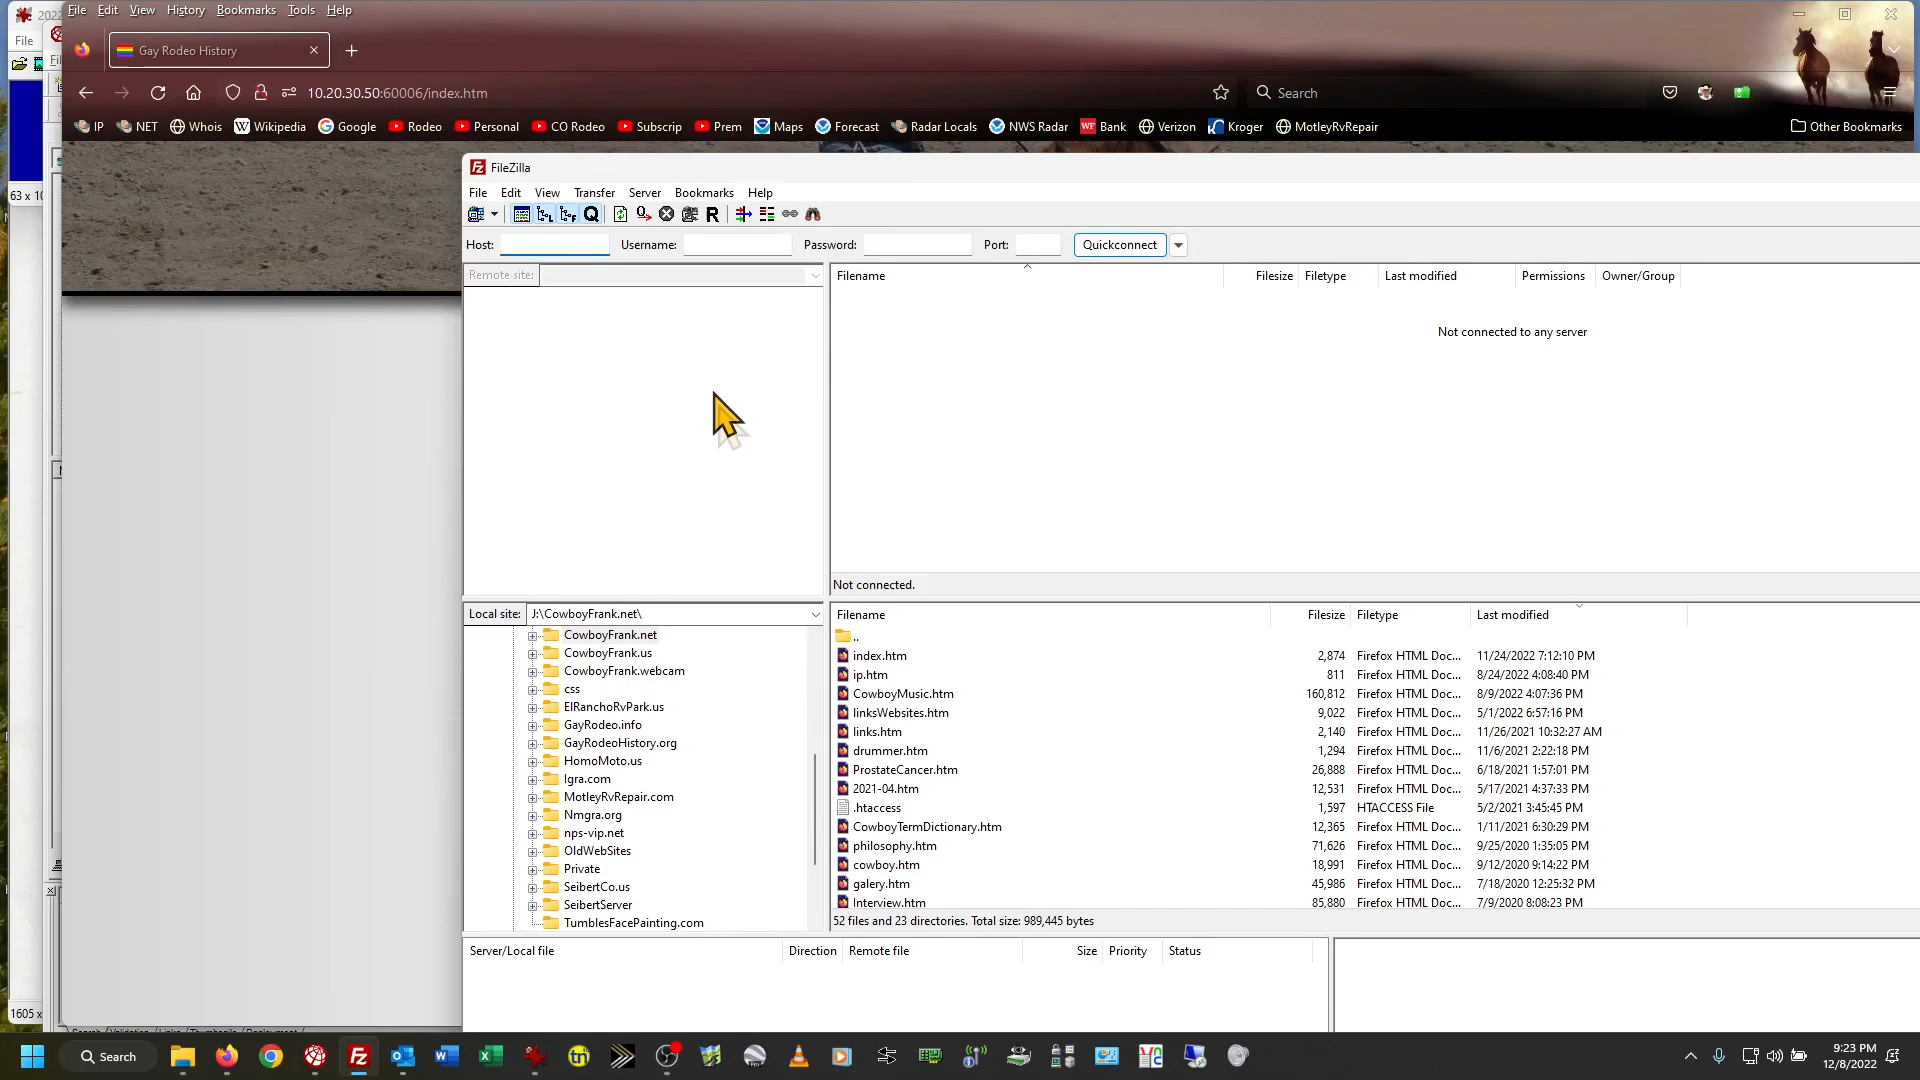 2022
File Edit View History Bookmarks Tools Help
File
Gay Rodeo History
10.20.30.50:60006/index.htm
Search
IP NET Whois Wikipedia Google Rodeo Personal CO Rodeo Subscrip Prem Maps Forecast Radar Locals NWS Radar Bank Verizon Kroger MotleyRvRepair Other Bookmarks
FileZilla
File Edit View Transfer Server Bookmarks Help
63 x 10
Host: Username: Password: Port: Quickconnect
Remote site:
Filename Filesize Filetype Last modified Permissions Owner/Group
Not connected to any server
Not connected.
Local site: J:\CowboyFrank.net\
CowboyFrank.net
CowboyFrank.us
CowboyFrank.webcam
css
ElRanchoRvPark.us
GayRodeo.info
GayRodeoHistory.org
HomoMoto.us
Igra.com
MotleyRvRepair.com
Nmgra.org
nps-vip.net
OldWebSites
Private
SeibertCo.us
SeibertServer
TumblesFacePainting.com
Filename Filesize Filetype Last modified
..
index.htm 2,874 Firefox HTML Doc... 11/24/2022 7:12:10 PM
ip.htm 811 Firefox HTML Doc... 8/24/2022 4:08:40 PM
CowboyMusic.htm 160,812 Firefox HTML Doc... 8/9/2022 4:07:36 PM
linksWebsites.htm 9,022 Firefox HTML Doc... 5/1/2022 6:57:16 PM
links.htm 2,140 Firefox HTML Doc... 11/26/2021 10:32:27 AM
drummer.htm 1,294 Firefox HTML Doc... 11/6/2021 2:22:18 PM
ProstateCancer.htm 26,888 Firefox HTML Doc... 6/18/2021 1:57:01 PM
2021-04.htm 12,531 Firefox HTML Doc... 5/17/2021 4:37:33 PM
.htaccess 1,597 HTACCESS File 5/2/2021 3:45:45 PM
CowboyTermDictionary.htm 12,365 Firefox HTML Doc... 1/11/2021 6:30:29 PM
philosophy.htm 71,626 Firefox HTML Doc... 9/25/2020 1:35:05 PM
cowboy.htm 18,991 Firefox HTML Doc... 9/12/2020 9:14:22 PM
galery.htm 45,986 Firefox HTML Doc... 7/18/2020 12:25:32 PM
Interview.htm 85,880 Firefox HTML Doc... 7/9/2020 8:08:23 PM
52 files and 23 directories. Total size: 989,445 bytes
Server/Local file Direction Remote file Size Priority Status
1605 x
Search
9:23 PM
12/8/2022